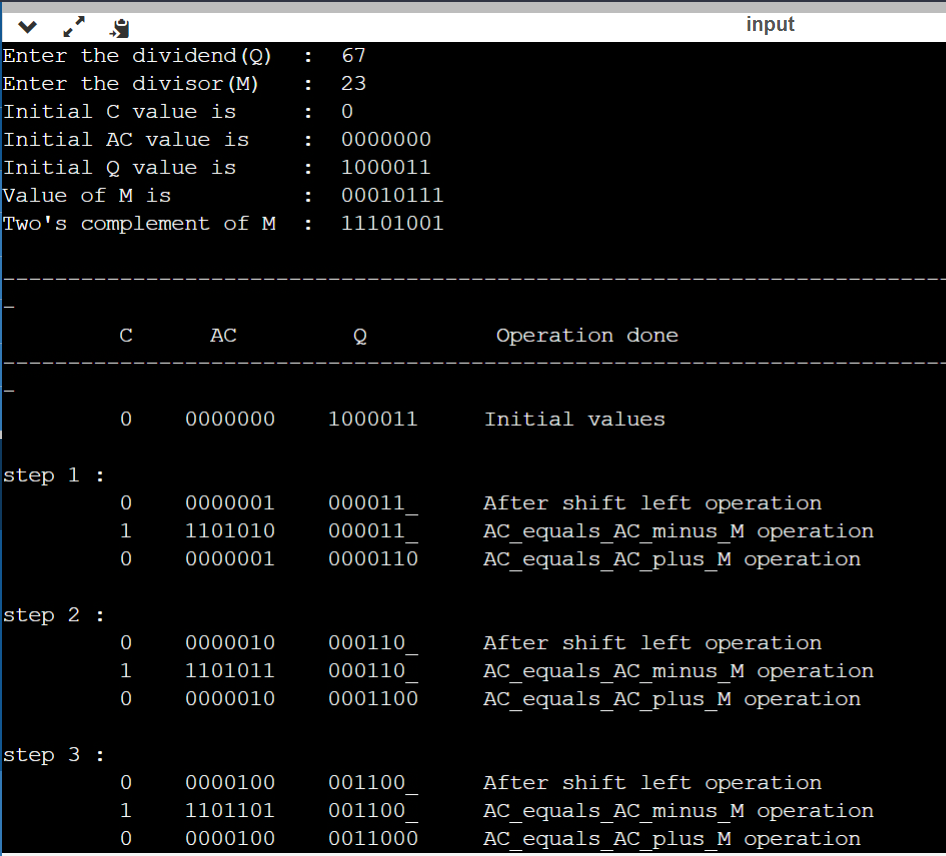 input
Enter the dividend(Q)  :  67
Enter the divisor(M)   :  23
Initial C value is     :  0
Initial AC value is    :  0000000
Initial Q value is     :  1000011
Value of M is          :  00010111
Two's complement of M  :  11101001
-------------------------------------------------------------------------
-
C      AC         Q          Operation done
-------------------------------------------------------------------------
-
0    0000000    1000011     Initial values
step 1 :
0    0000001    000011_     After shift left operation
1    1101010    000011_     AC_equals_AC_minus_M operation
0    0000001    0000110     AC_equals_AC_plus_M operation
step 2 :
0    0000010    000110_     After shift left operation
1    1101011    000110_     AC_equals_AC_minus_M operation
0    0000010    0001100     AC_equals_AC_plus_M operation
step 3 :
0    0000100    001100_     After shift left operation
1    1101101    001100_     AC_equals_AC_minus_M operation
0    0000100    0011000     AC_equals_AC_plus_M operation